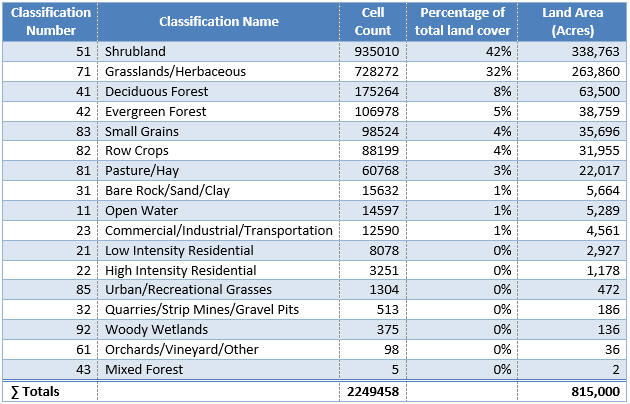 Classification Number Classification Name Cell Count Percentage of total land cover Land Area (Acres)
51 Shrubland 935010 42% 338,763
71 Grasslands/Herbaceous 728272 32% 263,860
41 Deciduous Forest 175264 8% 63,500
42 Evergreen Forest 106978 5% 38,759
83 Small Grains 98524 4% 35,696
82 Row Crops 88199 4% 31,955
81 Pasture/Hay 60768 3% 22,017
31 Bare Rock/Sand/Clay 15632 1% 5,664
11 Open Water 14597 1% 5,289
23 Commercial/Industrial/Transportation 12590 1% 4,561
21 Low Intensity Residential 8078 0% 2,927
22 High Intensity Residential 3251 0% 1,178
85 Urban/Recreational Grasses 1304 0% 472
32 Quarries/Strip Mines/Gravel Pits 513 0% 186
92 Woody Wetlands 375 0% 136
61 Orchards/Vineyard/Other 98 0% 36
43 Mixed Forest 5 0% 2
∑ Totals 2249458 815,000